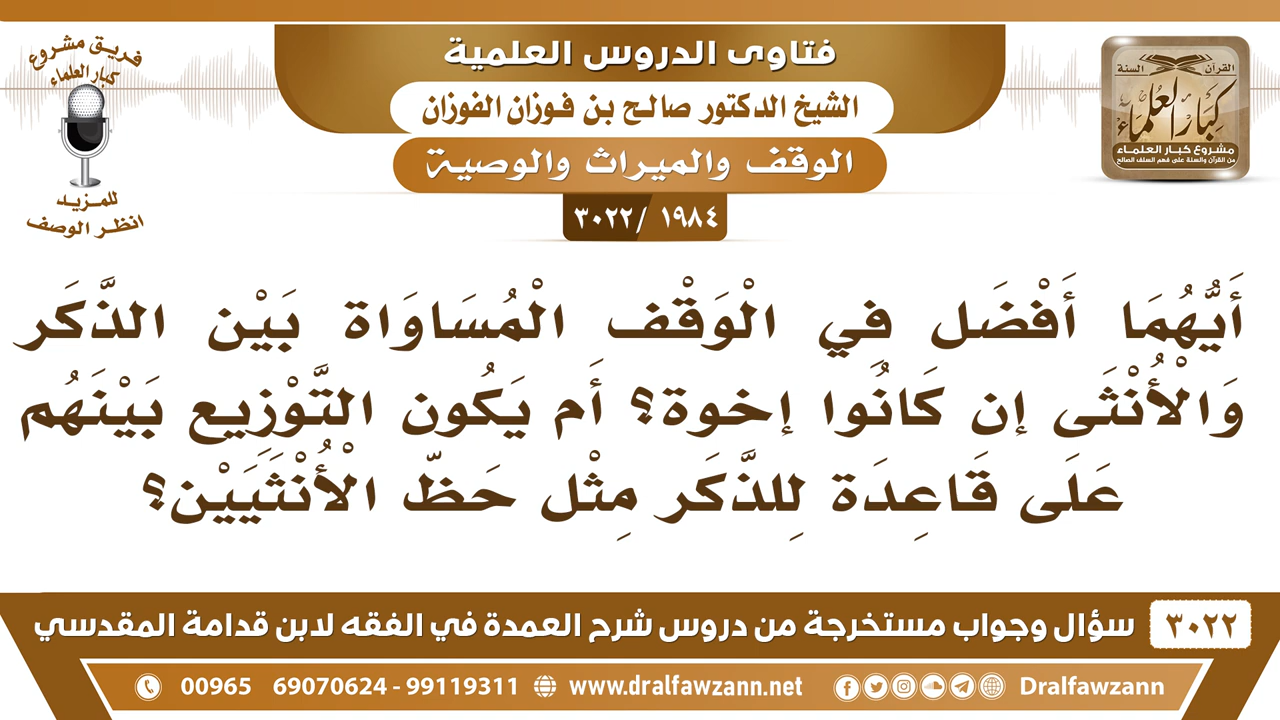 فتاوى الدروس العلمية
الشيخ الدكتور صالح بن فوزان الفوزان
الوقف والميراث والوصية
١٩٨٤ / ٣٠٢٢
فريق مشروع
كبار العلماء
للمزيد
انظر الوصف
القرآن السنة
كبار العلماء
مشروع كبار العلماء
من القرآن والسنة على فهم السلف الصالح
أَيُّهُمَا أَفْضَل فِي الْوَقْف الْمُسَاوَاة بَيْن الذَّكَر
وَالْأُنْثَى إن كَانُوا إخوة؟ أَم يَكُون التَّوْزِيع بَيْنَهُم
عَلَى قَاعِدَة لِلذَّكَر مِثْل حَظّ الْأُنْثَيَيْن؟
٣٠٢٢ سؤال وجواب مستخرجة من دروس شرح العمدة في الفقه لابن قدامة المقدسي
00965 69070624 - 99119311 www.dralfawzann.net Dralfawzann